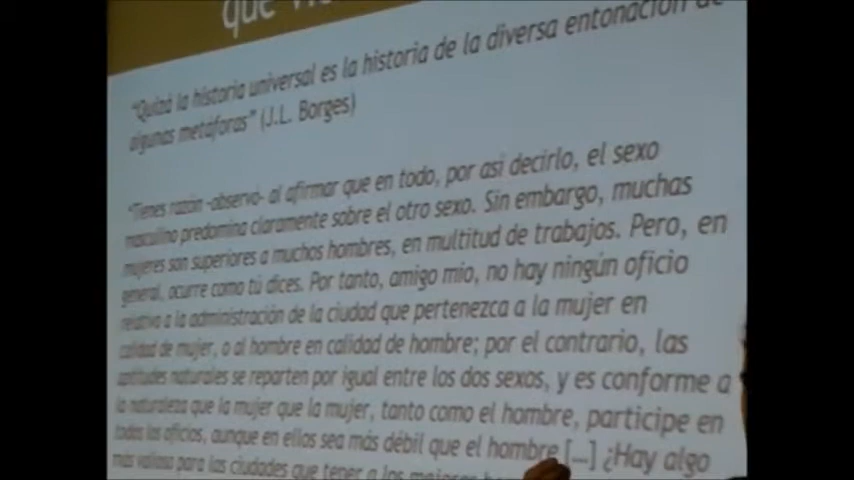 que
"Quizá la historia universal es la historia de la diversa entonación de
algunas metáforas" (J.L. Borges)
"Tienes razón -observó- al afirmar que en todo, por así decirlo, el sexo
masculino predomina claramente sobre el otro sexo. Sin embargo, muchas
mujeres son superiores a muchos hombres, en multitud de trabajos. Pero, en
general, ocurre como tú dices. Por tanto, amigo mio, no hay ningún oficio
relativo a la administración de la ciudad que pertenezca a la mujer en
calidad de mujer, o al hombre en calidad de hombre; por el contrario, las
aptitudes naturales se reparten por igual entre los dos sexos, y es conforme a
la naturaleza que la mujer que la mujer, tanto como el hombre, participe en
todos los oficios, aunque en ellos sea más débil que el hombre [...] ¿Hay algo
más valioso para las ciudades que tener a los mejores